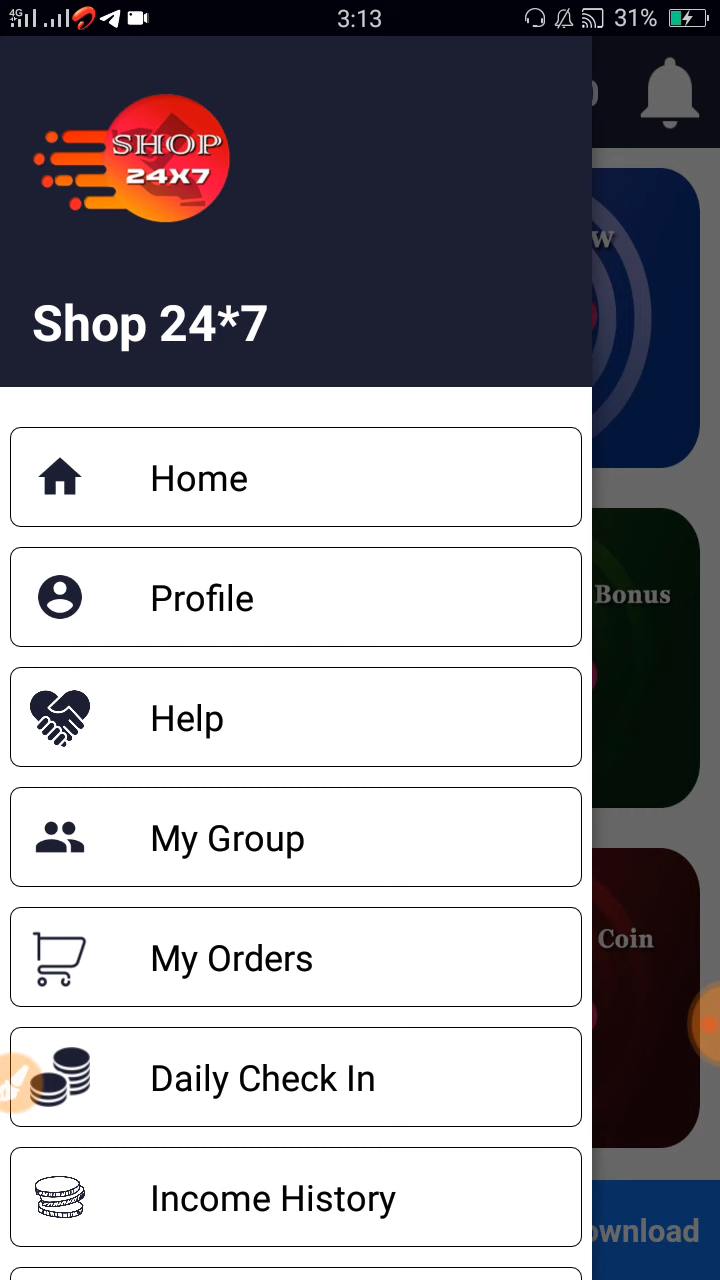 4G
3:13
31%
SHOP
24X7
Shop 24*7
Home
Profile
Help
My Group
My Orders
Daily Check In
Income History
Bonus
Coin